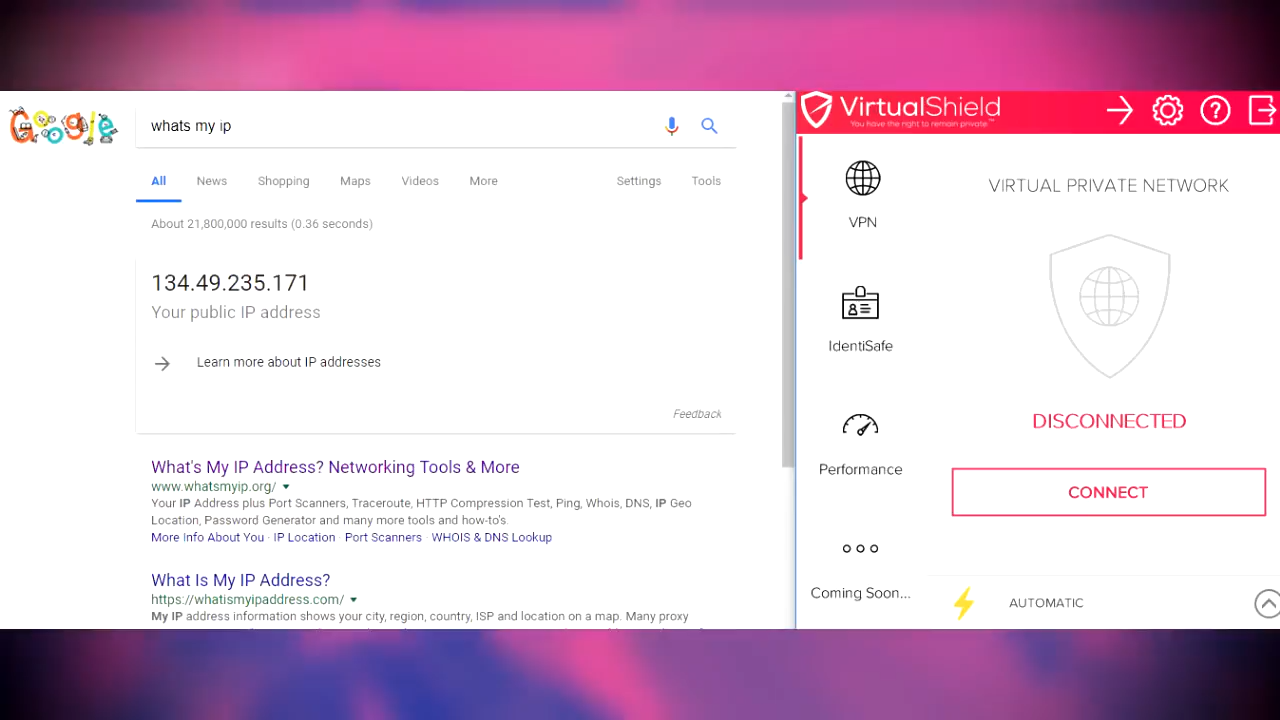 Google
whats my ip
All News Shopping Maps Videos More Settings Tools
About 21,800,000 results (0.36 seconds)
134.49.235.171
Your public IP address
Learn more about IP addresses
Feedback
What's My IP Address? Networking Tools & More
www.whatsmyip.org/
Your IP Address plus Port Scanners, Traceroute, HTTP Compression Test, Ping, Whois, DNS, IP Geo
Location, Password Generator and many more tools and how-to's.
More Info About You · IP Location · Port Scanners · WHOIS & DNS Lookup
What Is My IP Address?
https://whatismyipaddress.com/
My IP address information shows your city, region, country, ISP and location on a map. Many proxy
VirtualShield
You have the right to remain private.™
VPN
IdentiSafe
Performance
Coming Soon...
VIRTUAL PRIVATE NETWORK
DISCONNECTED
CONNECT
AUTOMATIC